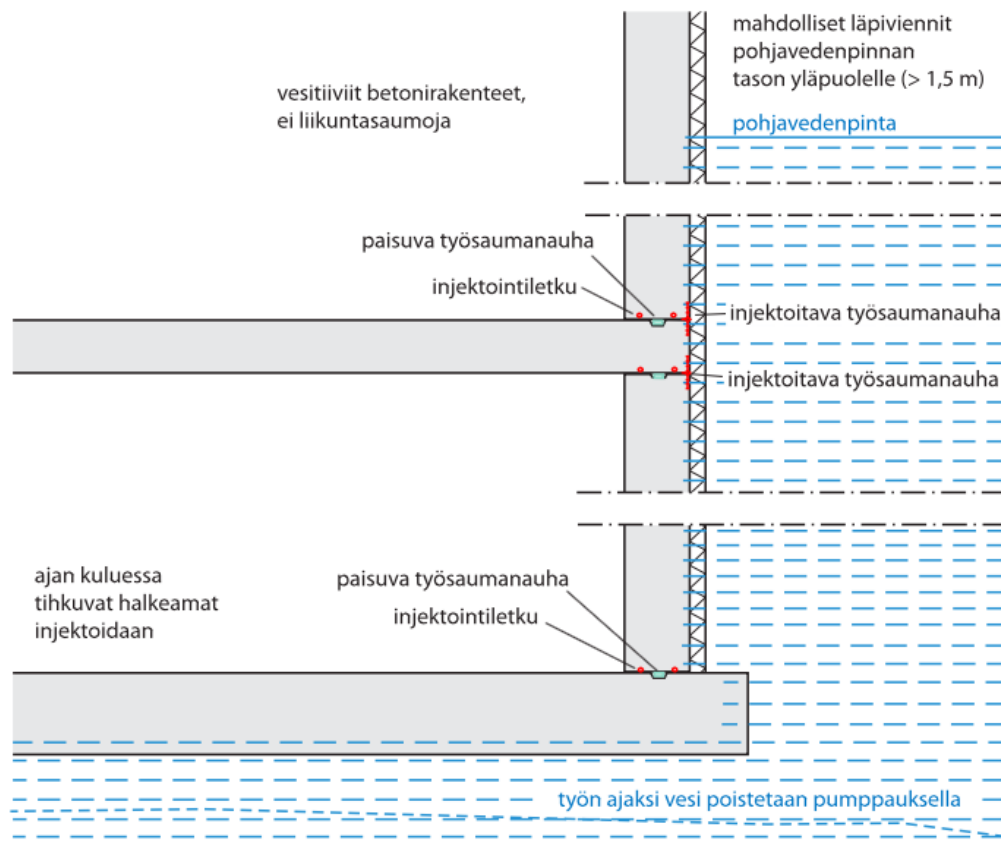 mahdolliset läpiviennit
pohjavedenpinnan
tason yläpuolelle (> 1,5 m)
vesitiiviit betonirakenteet,
ei liikuntasaumoja
pohjavedenpinta
paisuva työsaumanauha
injektointiletku
injektoitava työsaumanauha
injektoitava työsaumanauha
ajan kuluessa
tihkuvat halkeamat
injektoidaan
paisuva työsaumanauha
injektointiletku
työn ajaksi vesi poistetaan pumppauksella